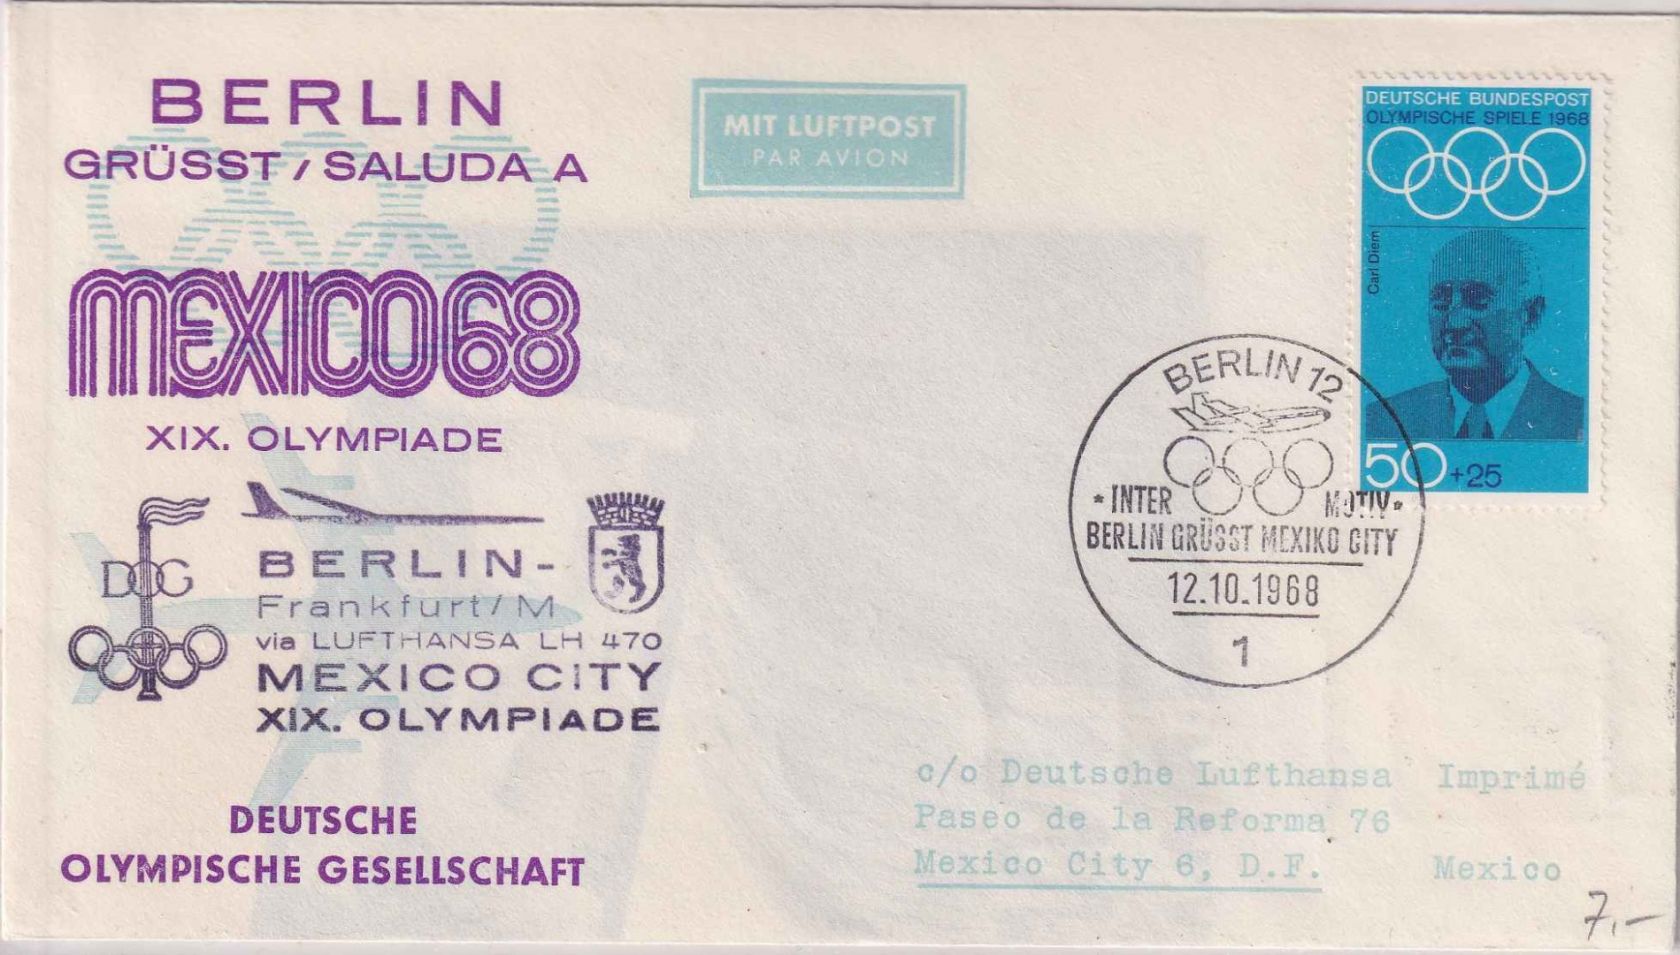 BERLIN
GRÜSST / SALUDA A
MEXICO68
XIX. OLYMPIADE
DOG
BERLIN-
Frankfurt/M
via LUFTHANSA LH 470
MEXICO CITY
XIX. OLYMPIADE
DEUTSCHE
OLYMPISCHE GESELLSCHAFT
MIT LUFTPOST
PAR AVION
DEUTSCHE BUNDESPOST
OLYMPISCHE SPIELE 1968
Carl Diem
50+25
BERLIN 12
* INTER MOTIV *
BERLIN GRÜSST MEXIKO CITY
12.10.1968
1
c/o Deutsche Lufthansa Imprimé
Paseo de la Reforma 76
Mexico City 6, D.F. Mexico
7,-